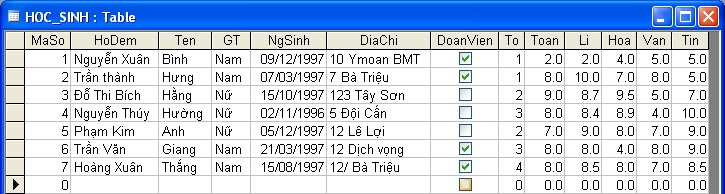 HOC_SINH : Table
MaSo HoDem Ten GT NgSinh DiaChi DoanVien To Toan Li Hoa Van Tin
1 Nguyễn Xuân Bình Nam 09/12/1997 10 Ymoan BMT 1 2.0 2.0 4.0 5.0 5.0
2 Trần thành Hưng Nam 07/03/1997 7 Bà Triệu 1 8.0 10.0 7.0 8.0 5.0
3 Đỗ Thi Bích Hằng Nữ 15/10/1997 123 Tây Sơn 2 9.0 8.7 9.5 5.0 7.0
4 Nguyễn Thúy Hường Nữ 02/11/1996 5 Đội Cấn 3 8.0 8.4 8.9 4.0 10.0
5 Phạm Kim Anh Nữ 05/12/1997 12 Lê Lợi 2 7.0 9.0 8.0 7.0 9.0
6 Trần Văn Giang Nam 21/03/1997 12 Dịch vọng 3 8.0 8.0 4.0 8.0 9.0
7 Hoàng Xuân Thắng Nam 15/08/1997 12/ Bà Triệu 4 8.0 8.5 8.5 7.0 8.5
0 0 0.0 0.0 0.0 0.0 0.0